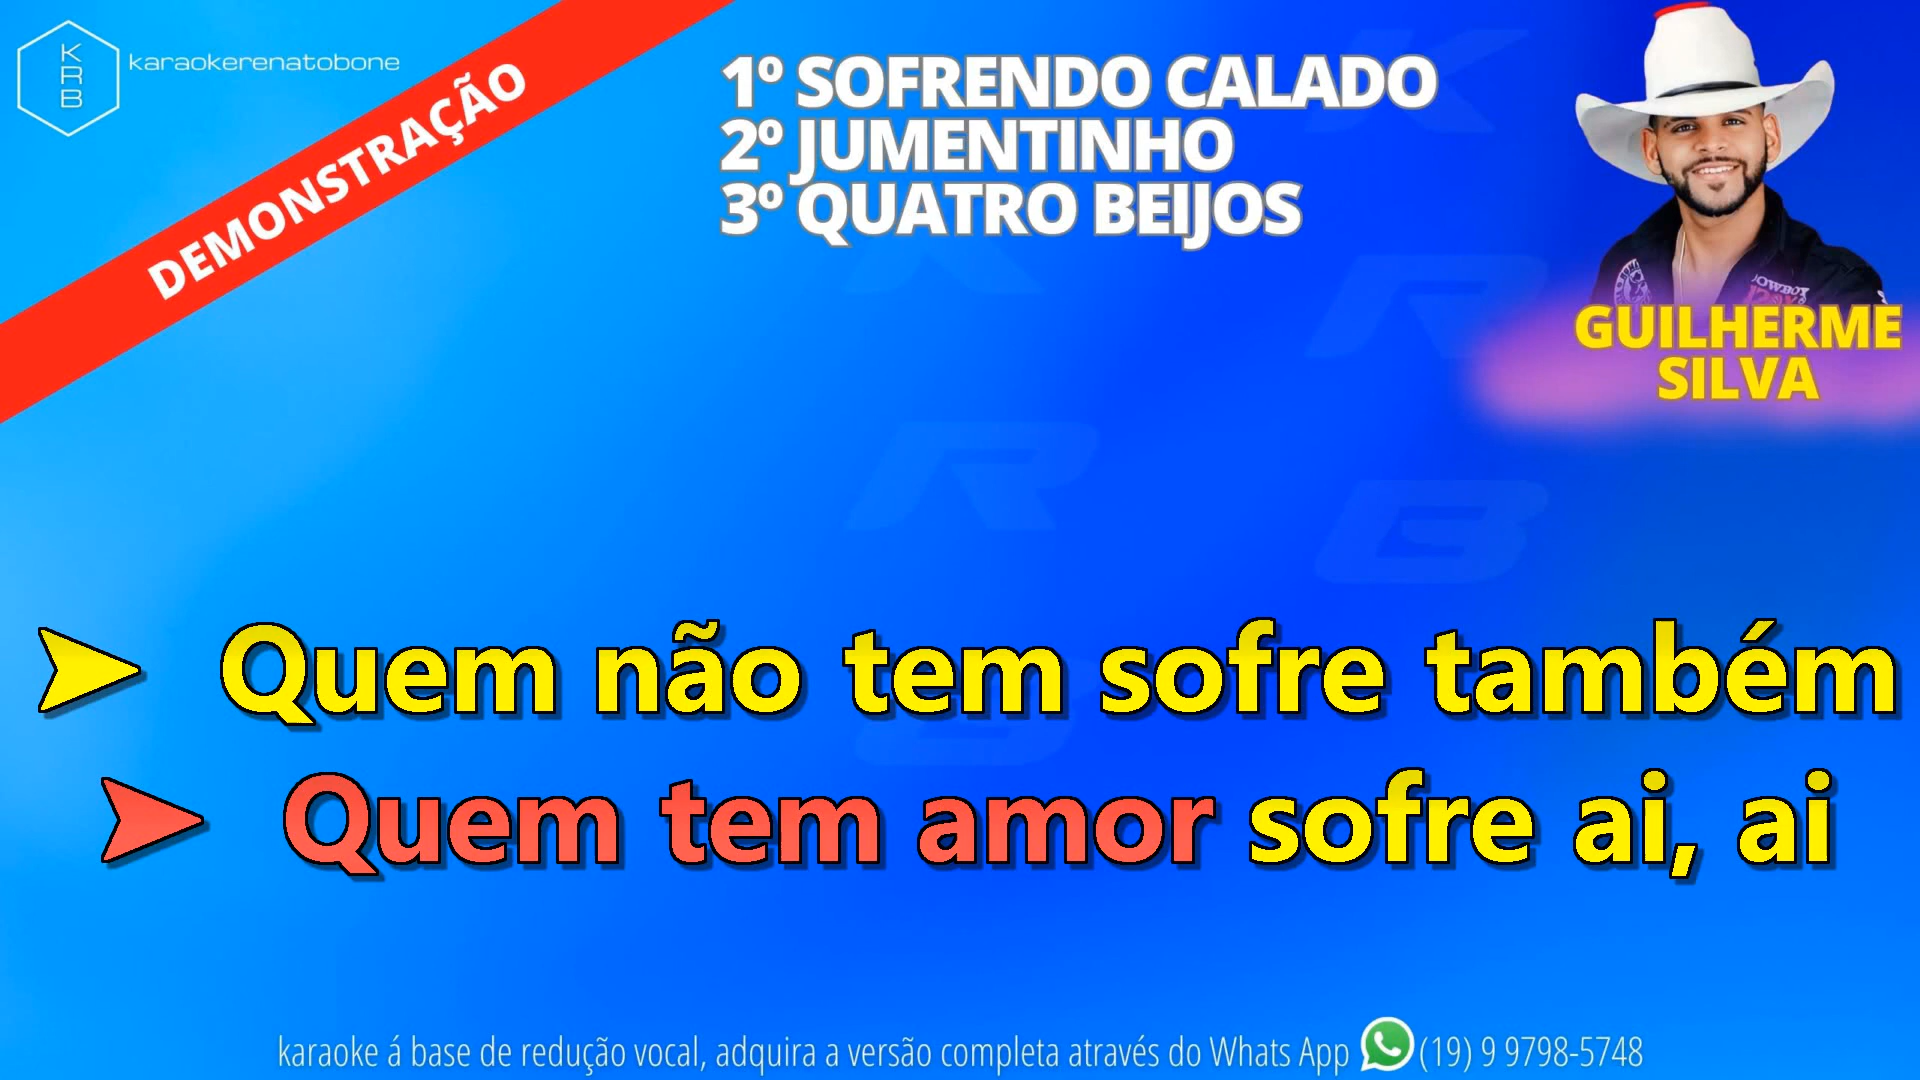 KRB
karaokerenatobone
DEMONSTRAÇÃO
1º SOFRENDO CALADO
2º JUMENTINHO
3º QUATRO BEIJOS
COWBOY
GUILHERME
SILVA
K
R
K
R
B
➤ Quem não tem sofre também
➤ Quem tem amor sofre ai, ai
karaoke á base de redução vocal, adquira a versão completa através do Whats App (19) 9 9798-5748